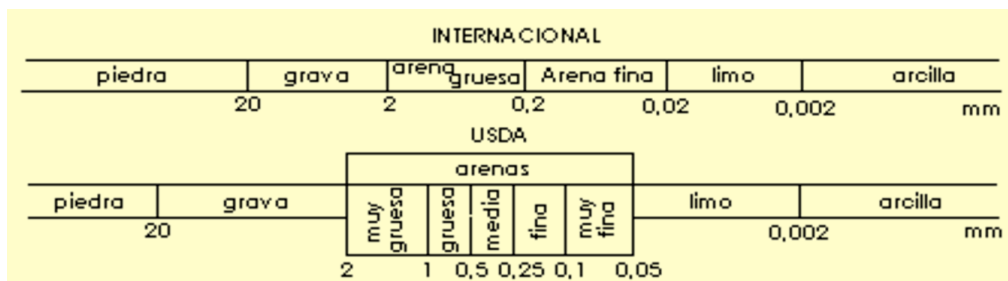 INTERNACIONAL
piedra grava arena gruesa Arena fina limo arcilla
20 2 0,2 0,02 0,002 mm
USDA
arenas
piedra grava muy gruesa gruesa media fina muy fina limo arcilla
20 0,002 mm
2 1 0,5 0,25 0,1 0,05